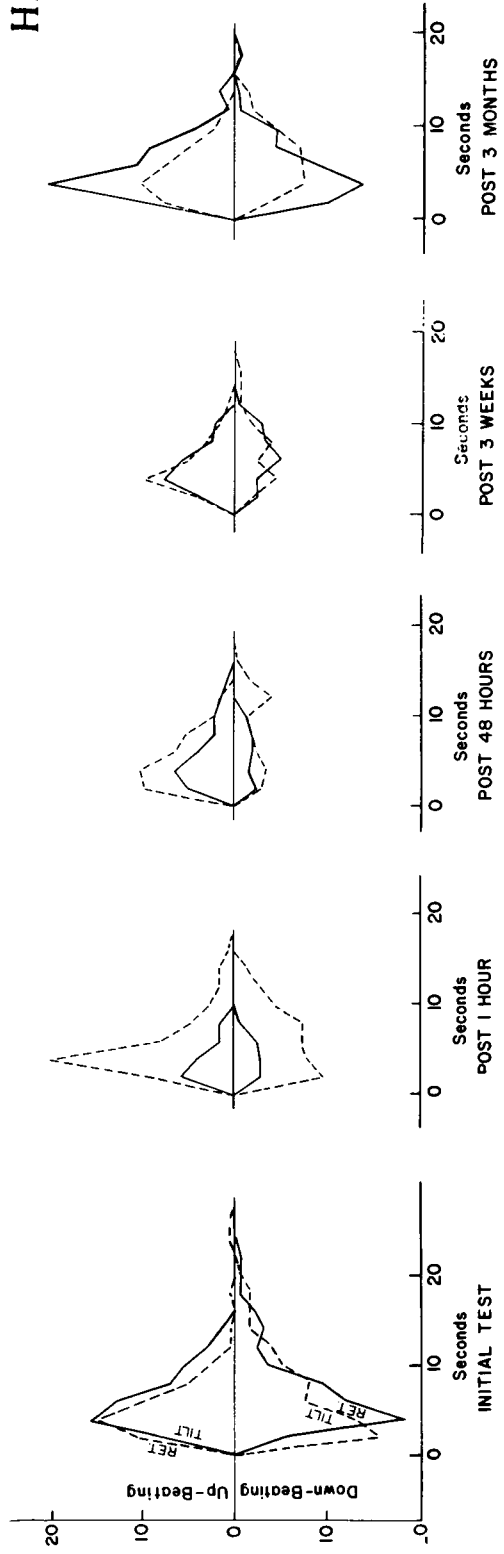 H.
20
10
0
10
-0
Down-Beating Up-Beating
RET.
TILT
TILT
RET.
0 10 20
Seconds
INITIAL TEST
0 10 20
Seconds
POST 1 HOUR
0 10 20
Seconds
POST 48 HOURS
0 10 20
Seconds
POST 3 WEEKS
0 10 20
Seconds
POST 3 MONTHS